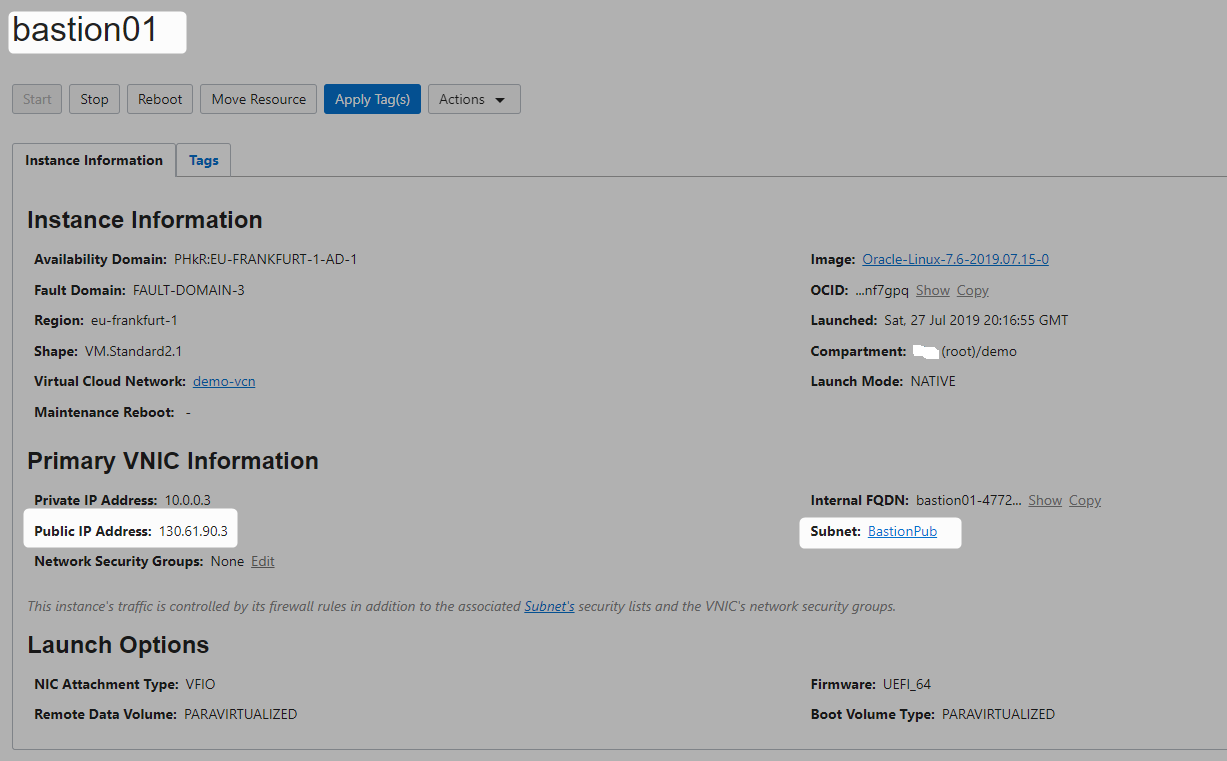 bastion01
Start Stop Reboot Move Resource Apply Tag(s) Actions
Instance Information Tags
Instance Information
Availability Domain: PHkR:EU-FRANKFURT-1-AD-1 Image: Oracle-Linux-7.6-2019.07.15-0
Fault Domain: FAULT-DOMAIN-3 OCID: ...nf7gpq Show Copy
Region: eu-frankfurt-1 Launched: Sat, 27 Jul 2019 20:16:55 GMT
Shape: VM.Standard2.1 Compartment: (root)/demo
Virtual Cloud Network: demo-vcn Launch Mode: NATIVE
Maintenance Reboot: -
Primary VNIC Information
Private IP Address: 10.0.0.3 Internal FQDN: bastion01-4772... Show Copy
Public IP Address: 130.61.90.3 Subnet: BastionPub
Network Security Groups: None Edit
This instance's traffic is controlled by its firewall rules in addition to the associated Subnet's security lists and the VNIC's network security groups.
Launch Options
NIC Attachment Type: VFIO Firmware: UEFI_64
Remote Data Volume: PARAVIRTUALIZED Boot Volume Type: PARAVIRTUALIZED